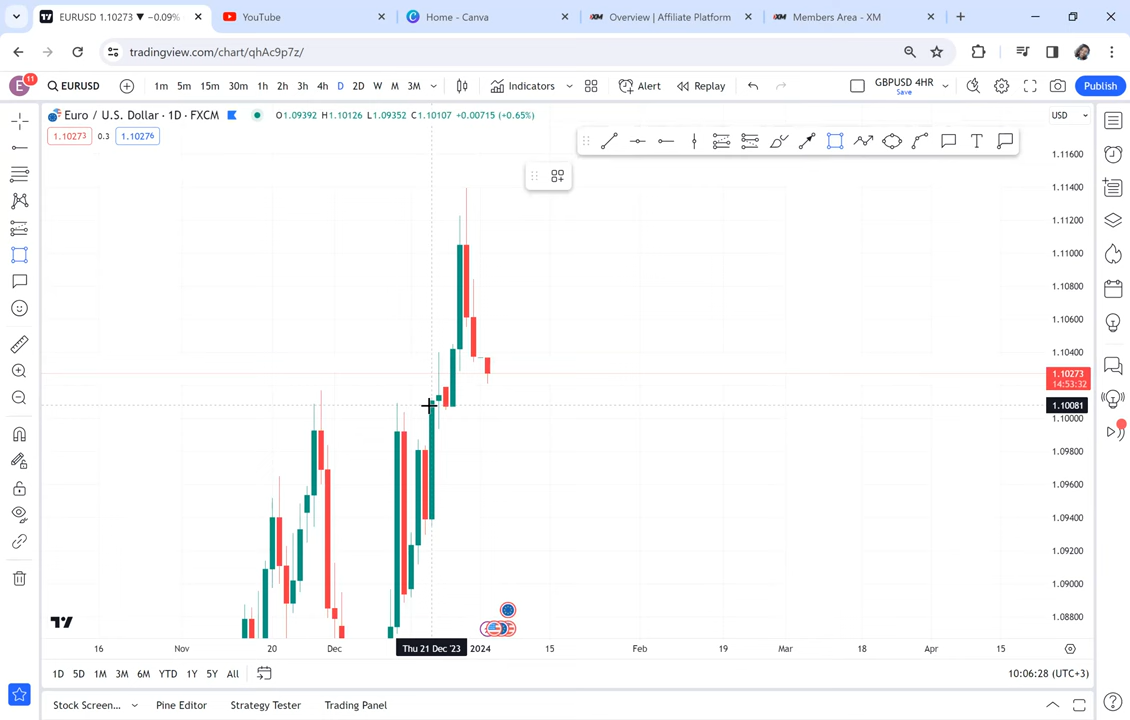 EURUSD 1.10273 ▼ −0.09%
YouTube
Home - Canva
XM Overview | Affiliate Platform
XM Members Area - XM
tradingview.com/chart/qhAc9p7z/
E 11
EURUSD 1m 5m 15m 30m 1h 2h 3h 4h D 2D W M 3M Indicators Alert Replay GBPUSD 4HR Save Publish
Euro / U.S. Dollar · 1D · FXCM O1.09392 H1.10126 L1.09352 C1.10107 +0.00715 (+0.65%)
USD
1.10273 0.3 1.10276
T
1.11600
1.11400
1.11200
1.11000
1.10800
1.10600
1.10400
1.10273
14:53:32
1.10081
1.10000
1.09800
1.09600
1.09400
1.09200
1.09000
1.08800
16 Nov 20 Dec Thu 21 Dec '23 2024 15 Feb 19 Mar 18 Apr 15
1D 5D 1M 3M 6M YTD 1Y 5Y All
10:06:28 (UTC+3)
Stock Screen... Pine Editor Strategy Tester Trading Panel